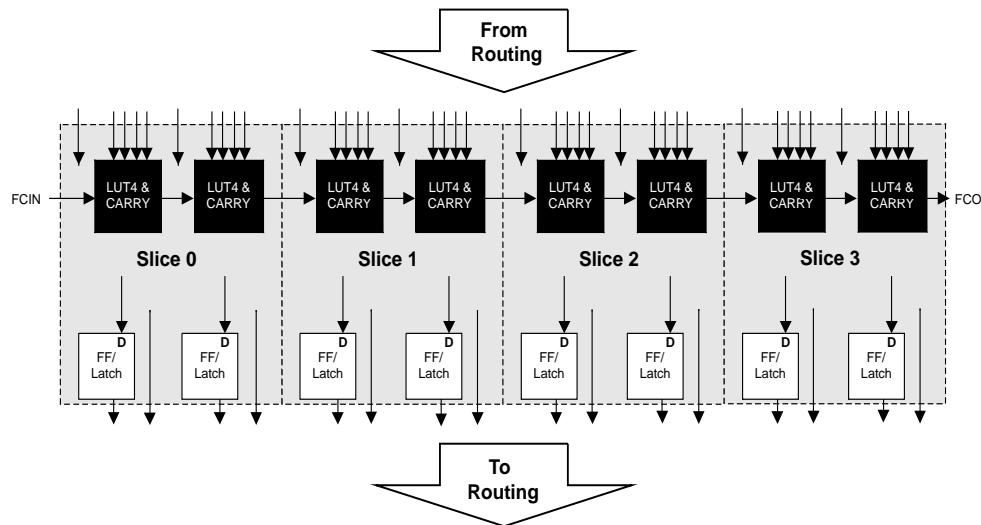 From
Routing
FCIN
LUT4 &
CARRY
LUT4 &
CARRY
LUT4 &
CARRY
LUT4 &
CARRY
LUT4 &
CARRY
LUT4 &
CARRY
LUT4 &
CARRY
LUT4 &
CARRY
FCO
Slice 0
Slice 1
Slice 2
Slice 3
D
FF/
Latch
D
FF/
Latch
D
FF/
Latch
D
FF/
Latch
D
FF/
Latch
D
FF/
Latch
D
FF/
Latch
D
FF/
Latch
To
Routing